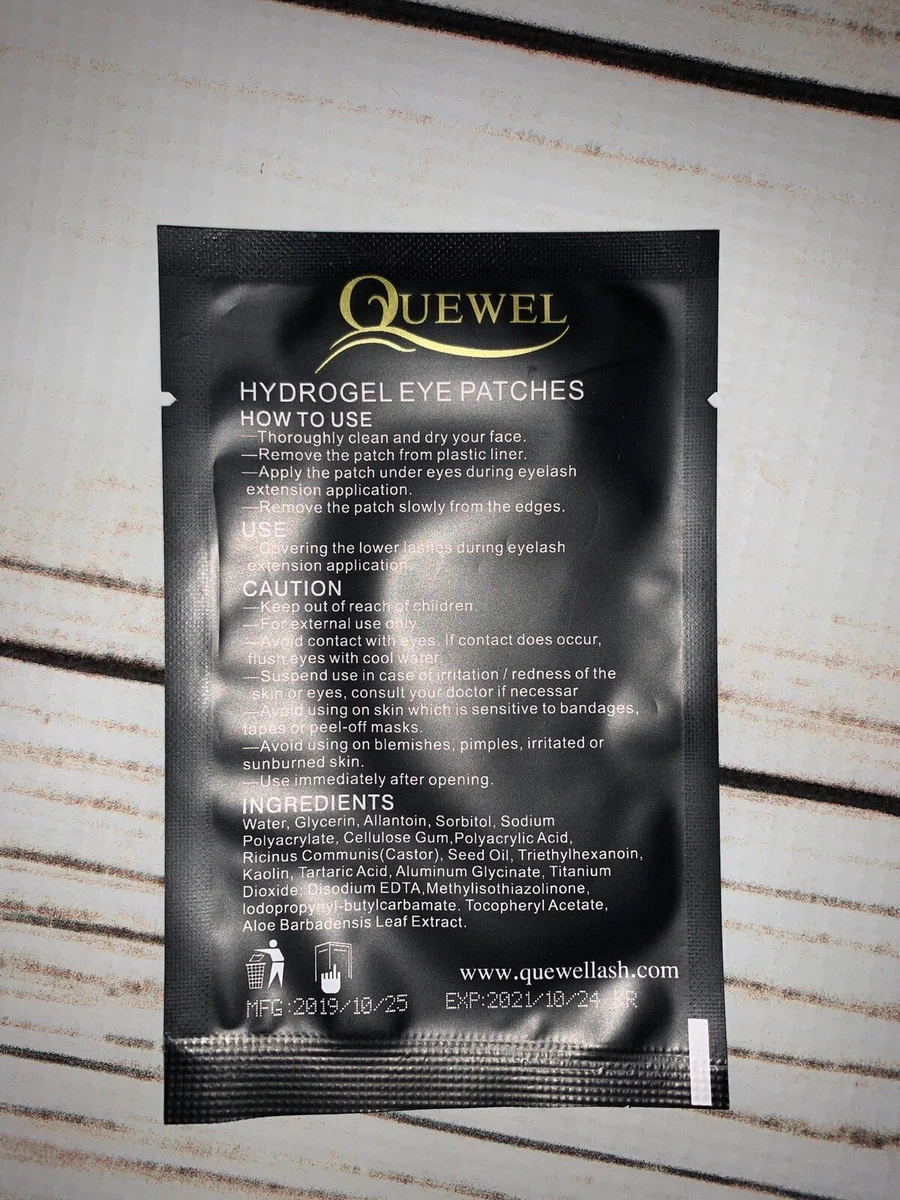 QUEWEL
HYDROGEL EYE PATCHES
HOW TO USE
—Thoroughly clean and dry your face.
—Remove the patch from plastic liner.
—Apply the patch under eyes during eyelash
extension application.
—Remove the patch slowly from the edges.
USE
—Covering the lower lashes during eyelash
extension application.
CAUTION
—Keep out of reach of children.
—For external use only.
—Avoid contact with eyes. If contact does occur,
flush eyes with cool water.
—Suspend use in case of irritation / redness of the
skin or eyes, consult your doctor if necessar
—Avoid using on skin which is sensitive to bandages,
tapes or peel-off masks.
—Avoid using on blemishes, pimples, irritated or
sunburned skin.
—Use immediately after opening.
INGREDIENTS
Water, Glycerin, Allantoin, Sorbitol, Sodium
Polyacrylate, Cellulose Gum,Polyacrylic Acid,
Ricinus Communis(Castor), Seed Oil, Triethylhexanoin,
Kaolin, Tartaric Acid, Aluminum Glycinate, Titanium
Dioxide, Disodium EDTA,Methylisothiazolinone,
Iodopropynyl-butylcarbamate. Tocopheryl Acetate,
Aloe Barbadensis Leaf Extract.
www.quewellash.com
MFG:2019/10/25 EXP:2021/10/24